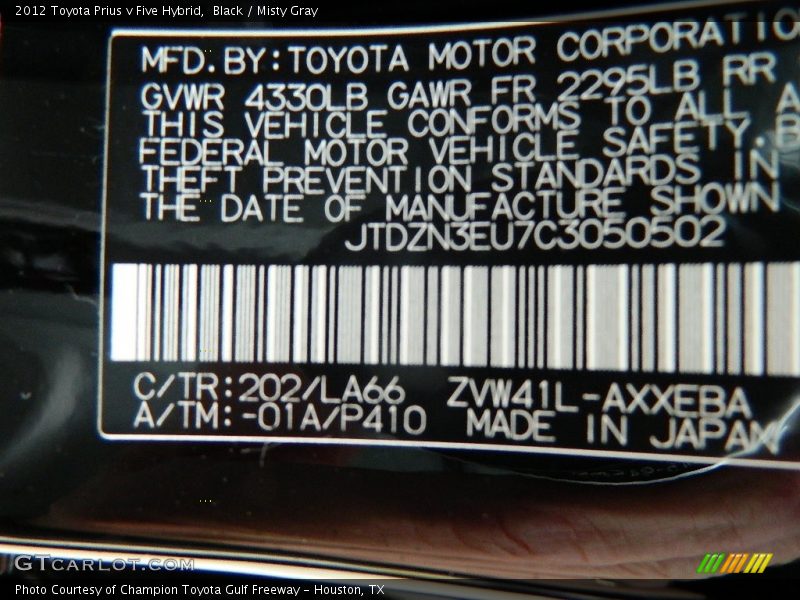 2012 Toyota Prius v Five Hybrid, Black / Misty Gray
MFD.BY:TOYOTA MOTOR CORPORATIO
GVWR 4330LB GAWR FR 2295LB RR
THIS VEHICLE CONFORMS TO ALL A
FEDERAL MOTOR VEHICLE SAFETY.B
THEFT PREVENTION STANDARDS IN
THE DATE OF MANUFACTURE SHOWN
JTDZN3EU7C3050502
C/TR:202/LA66 ZVW41L-AXXEBA
A/TM:-01A/P410 MADE IN JAPAN
GTCARLOT.COM
Photo Courtesy of Champion Toyota Gulf Freeway - Houston, TX